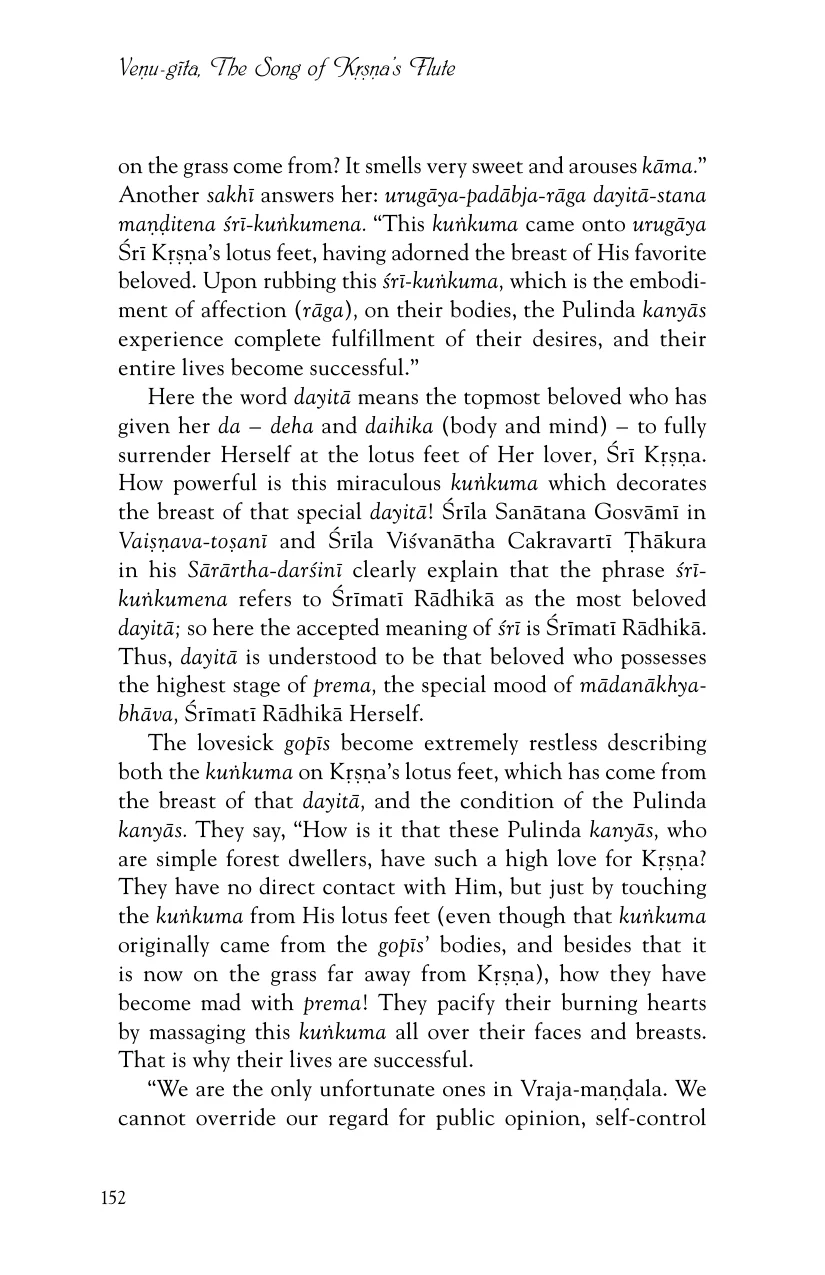 Veṇu-gīta, The Song of Kṛṣṇa's Flute
on the grass come from? It smells very sweet and arouses kāma.”
Another sakhī answers her: urugāya-padābja-rāga dayitā-stana
maṇḍitena śrī-kuṅkumena. “This kuṅkuma came onto urugāya
Śrī Kṛṣṇa’s lotus feet, having adorned the breast of His favorite
beloved. Upon rubbing this śrī-kuṅkuma, which is the embodi-
ment of affection (rāga), on their bodies, the Pulinda kanyās
experience complete fulfillment of their desires, and their
entire lives become successful.”
Here the word dayitā means the topmost beloved who has
given her da – deha and daihika (body and mind) – to fully
surrender Herself at the lotus feet of Her lover, Śrī Kṛṣṇa.
How powerful is this miraculous kuṅkuma which decorates
the breast of that special dayitā! Śrīla Sanātana Gosvāmī in
Vaiṣṇava-toṣanī and Śrīla Viśvanātha Cakravartī Ṭhākura
in his Sārārtha-darśinī clearly explain that the phrase śrī-
kuṅkumena refers to Śrīmatī Rādhikā as the most beloved
dayitā; so here the accepted meaning of śrī is Śrīmatī Rādhikā.
Thus, dayitā is understood to be that beloved who possesses
the highest stage of prema, the special mood of mādanākhya-
bhāva, Śrīmatī Rādhikā Herself.
The lovesick gopīs become extremely restless describing
both the kuṅkuma on Kṛṣṇa’s lotus feet, which has come from
the breast of that dayitā, and the condition of the Pulinda
kanyās. They say, “How is it that these Pulinda kanyās, who
are simple forest dwellers, have such a high love for Kṛṣṇa?
They have no direct contact with Him, but just by touching
the kuṅkuma from His lotus feet (even though that kuṅkuma
originally came from the gopīs’ bodies, and besides that it
is now on the grass far away from Kṛṣṇa), how they have
become mad with prema! They pacify their burning hearts
by massaging this kuṅkuma all over their faces and breasts.
That is why their lives are successful.
“We are the only unfortunate ones in Vraja-maṇḍala. We
cannot override our regard for public opinion, self-control
152